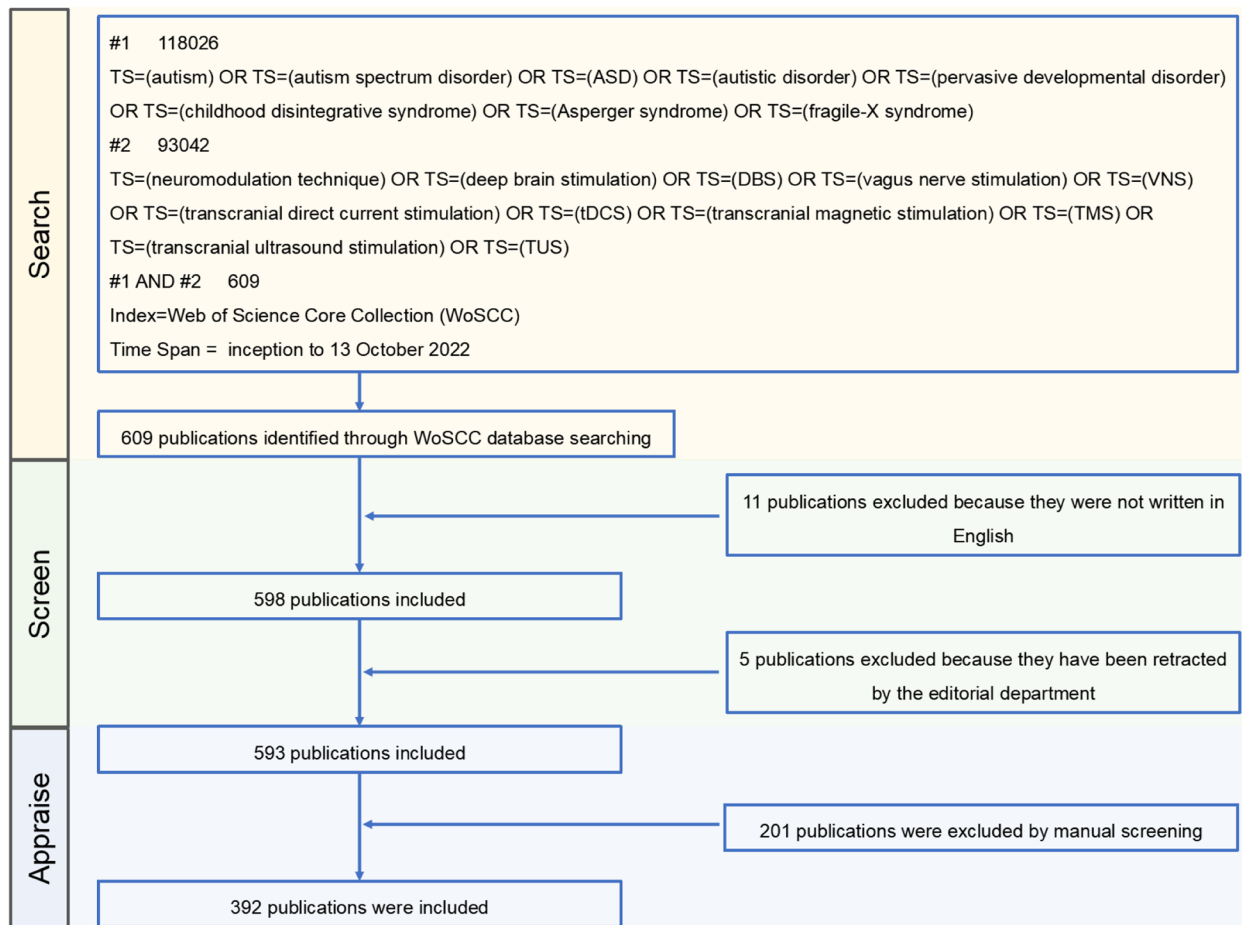 Search
#1 118026
TS=(autism) OR TS=(autism spectrum disorder) OR TS=(ASD) OR TS=(autistic disorder) OR TS=(pervasive developmental disorder)
OR TS=(childhood disintegrative syndrome) OR TS=(Asperger syndrome) OR TS=(fragile-X syndrome)
#2 93042
TS=(neuromodulation technique) OR TS=(deep brain stimulation) OR TS=(DBS) OR TS=(vagus nerve stimulation) OR TS=(VNS)
OR TS=(transcranial direct current stimulation) OR TS=(tDCS) OR TS=(transcranial magnetic stimulation) OR TS=(TMS) OR
TS=(transcranial ultrasound stimulation) OR TS=(TUS)
#1 AND #2 609
Index=Web of Science Core Collection (WoSCC)
Time Span = inception to 13 October 2022
609 publications identified through WoSCC database searching
Screen
11 publications excluded because they were not written in
English
598 publications included
5 publications excluded because they have been retracted
by the editorial department
Appraise
593 publications included
201 publications were excluded by manual screening
392 publications were included